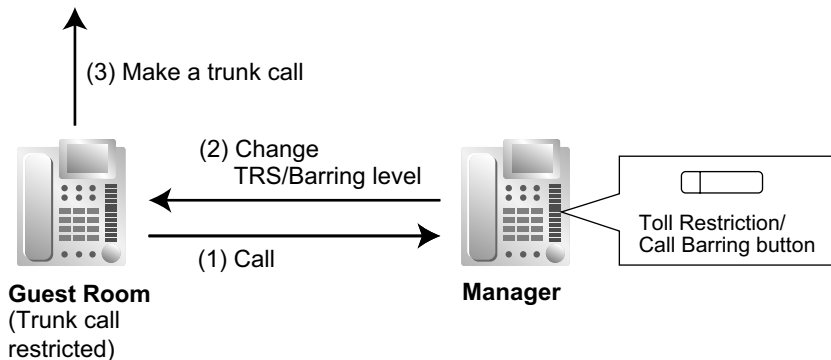 (3) Make a trunk call
(2) Change
TRS/Barring level
(1) Call
Toll Restriction/
Call Barring button
Guest Room
(Trunk call
restricted)
Manager